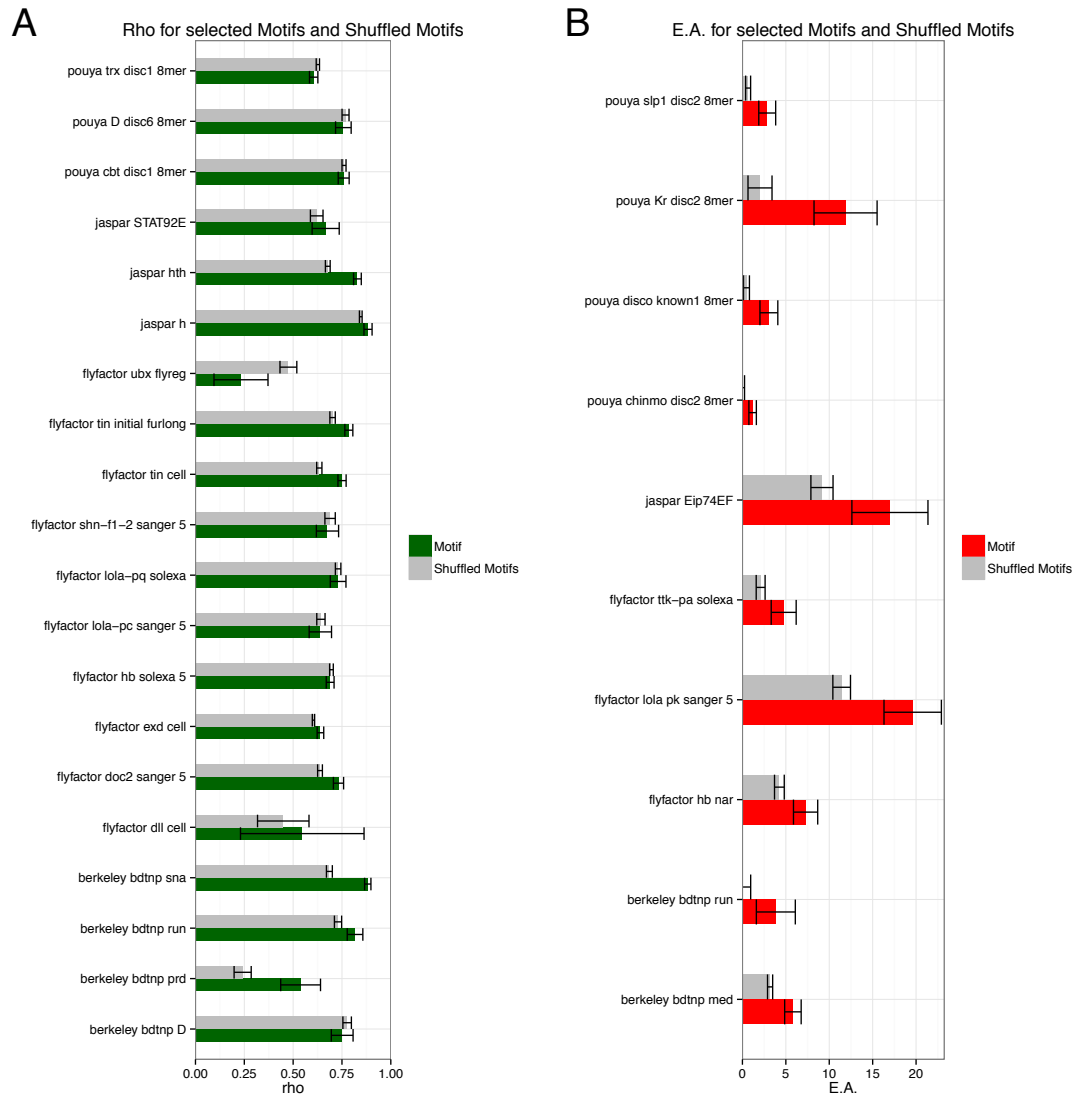 A
Rho for selected Motifs and Shuffled Motifs
pouya trx disc1 8mer
pouya D disc6 8mer
pouya cbt disc1 8mer
jaspar STAT92E
jaspar hth
jaspar h
flyfactor ubx flyreg
flyfactor tin initial furlong
flyfactor tin cell
flyfactor shn−f1−2 sanger 5
flyfactor lola−pq solexa
flyfactor lola−pc sanger 5
flyfactor hb solexa 5
flyfactor exd cell
flyfactor doc2 sanger 5
flyfactor dll cell
berkeley bdtnp sna
berkeley bdtnp run
berkeley bdtnp prd
berkeley bdtnp D
0.00 0.25 0.50 0.75 1.00
rho
Motif
Shuffled Motifs
B
E.A. for selected Motifs and Shuffled Motifs
pouya slp1 disc2 8mer
pouya Kr disc2 8mer
pouya disco known1 8mer
pouya chinmo disc2 8mer
jaspar Eip74EF
flyfactor ttk−pa solexa
flyfactor lola pk sanger 5
flyfactor hb nar
berkeley bdtnp run
berkeley bdtnp med
0 5 10 15 20
E.A.
Motif
Shuffled Motifs